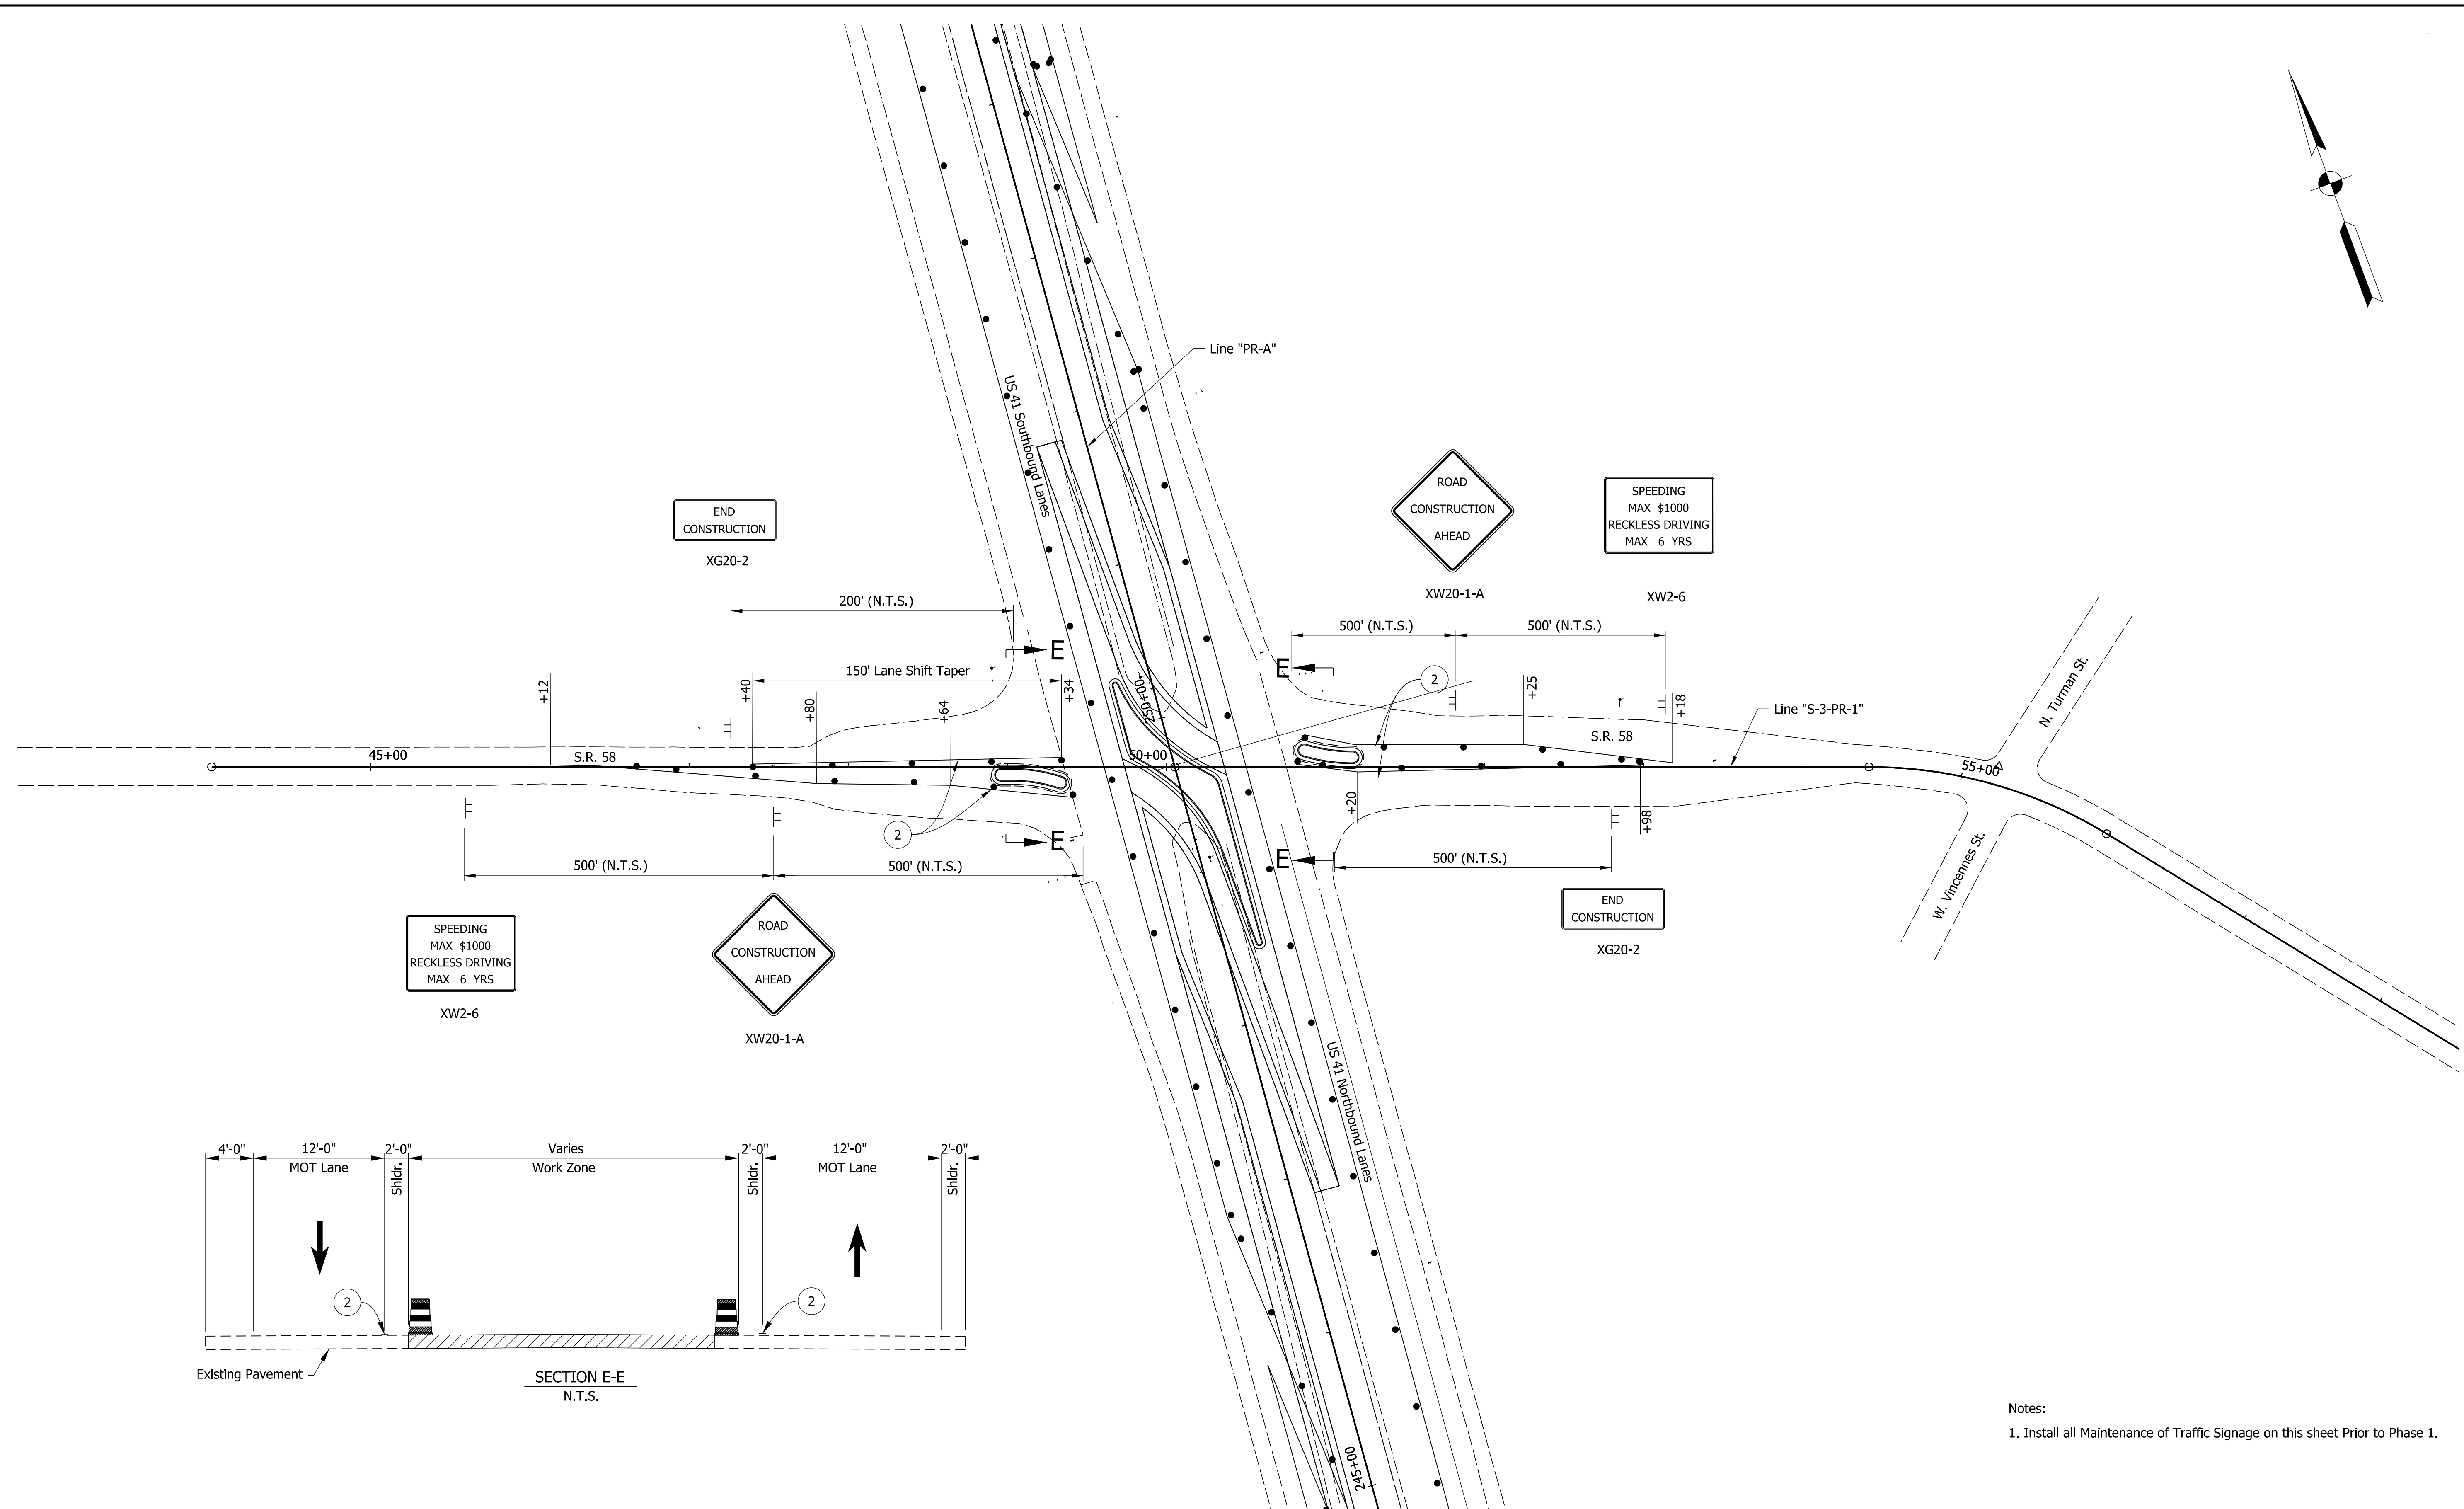 Line "PR-A"
US 41 Southbound Lanes
END
CONSTRUCTION
XG20-2
ROAD
CONSTRUCTION
AHEAD
XW20-1-A
SPEEDING
MAX $1000
RECKLESS DRIVING
MAX 6 YRS
XW2-6
200' (N.T.S.)
500' (N.T.S.)
500' (N.T.S.)
E
E
150' Lane Shift Taper
+12
+40
+80
+64
+34
250+00
2
+25
+18
Line "S-3-PR-1"
N. Turman St.
45+00
S.R. 58
50+00
S.R. 58
55+00
+20
+98
2
E
E
500' (N.T.S.)
500' (N.T.S.)
500' (N.T.S.)
W. Vincennes St.
SPEEDING
MAX $1000
RECKLESS DRIVING
MAX 6 YRS
XW2-6
ROAD
CONSTRUCTION
AHEAD
XW20-1-A
END
CONSTRUCTION
XG20-2
US 41 Northbound Lanes
4'-0"
12'-0"
2'-0"
Varies
2'-0"
12'-0"
2'-0"
MOT Lane
Shldr.
Work Zone
Shldr.
MOT Lane
Shldr.
2
2
Existing Pavement
SECTION E-E
N.T.S.
245+00
Notes:
1. Install all Maintenance of Traffic Signage on this sheet Prior to Phase 1.